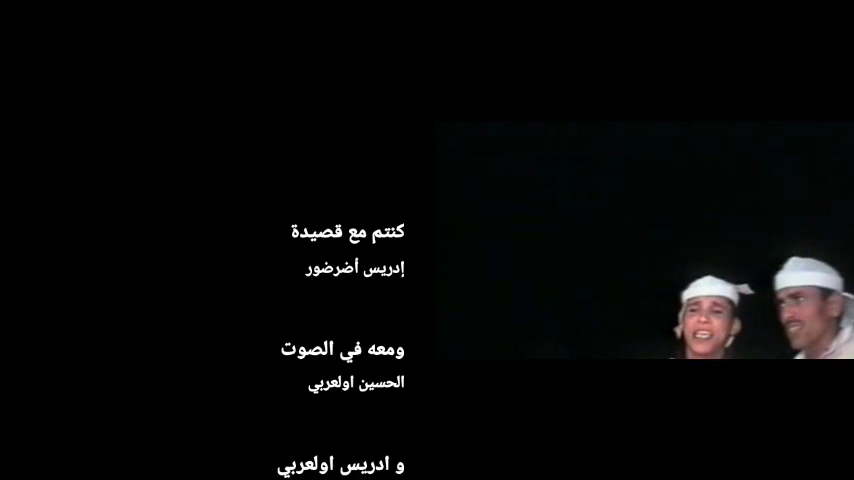 كنتم مع قصيدة
إدريس أضرضور
ومعه في الصوت
الحسين اولعربي
و ادريس اولعربي